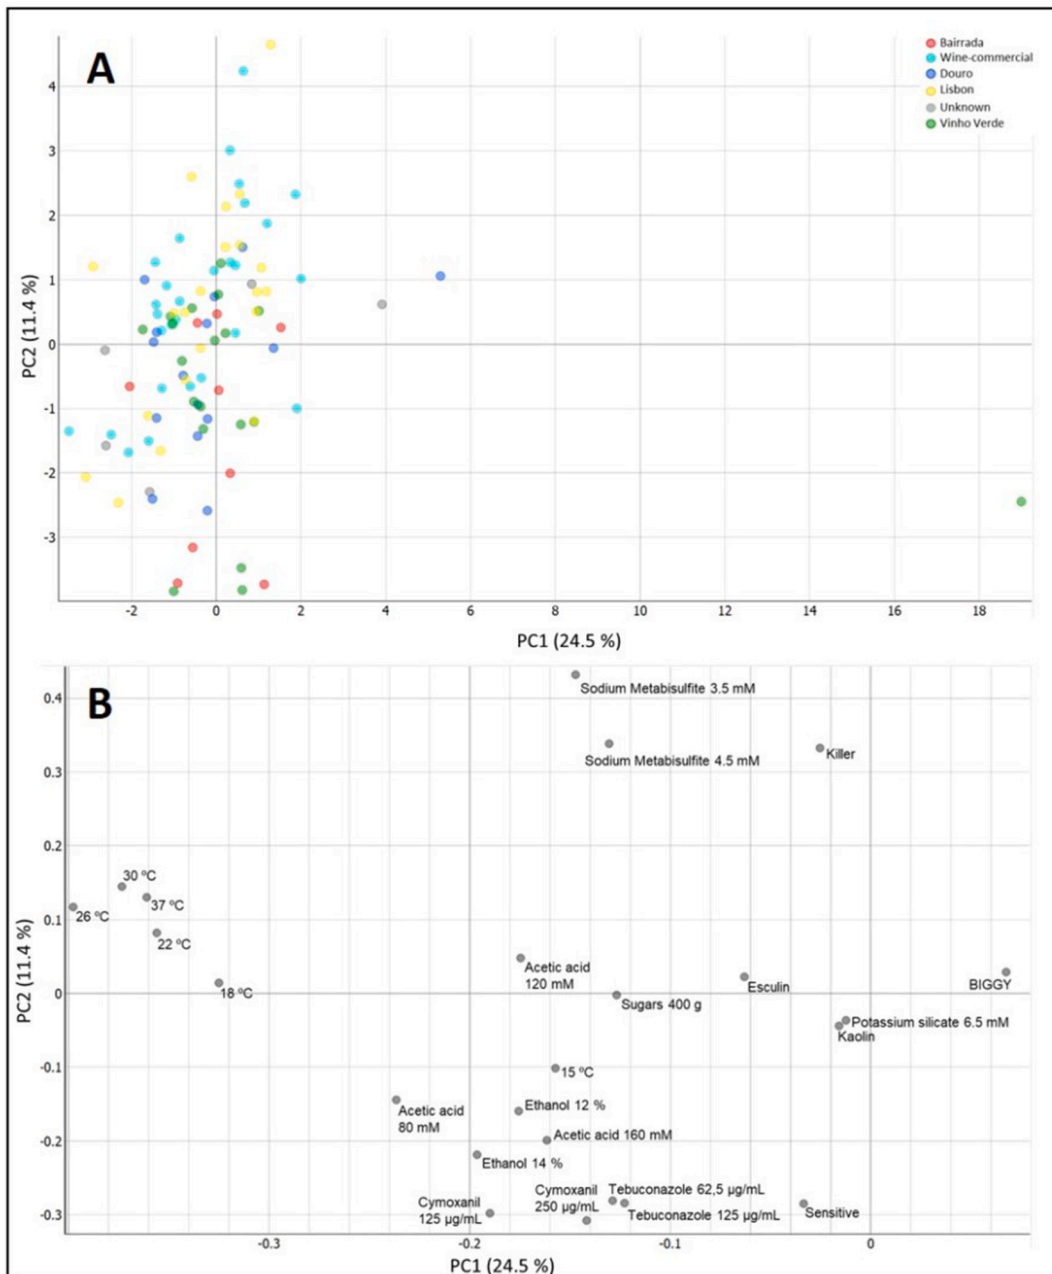 A
Bairrada
Wine-commercial
Douro
Lisbon
Unknown
Vinho Verde
4
3
2
1
0
-1
-2
-3
PC2 (11.4 %)
-2 0 2 4 6 8 10 12 14 16 18
PC1 (24.5 %)
B
0.4
0.3
0.2
0.1
0
-0.1
-0.2
-0.3
PC2 (11.4 %)
Sodium Metabisulfite 3.5 mM
Sodium Metabisulfite 4.5 mM
Killer
30 ºC
37 ºC
26 ºC
22 ºC
18 ºC
Acetic acid
120 mM
Esculin
BIGGY
Sugars 400 g
Potassium silicate 6.5 mM
Kaolin
15 ºC
Acetic acid
80 mM
Ethanol 12 %
Acetic acid 160 mM
Ethanol 14 %
Cymoxanil
125 µg/mL
Cymoxanil
250 µg/mL
Tebuconazole 62,5 µg/mL
Tebuconazole 125 µg/mL
Sensitive
-0.3 -0.2 -0.1 0
PC1 (24.5 %)